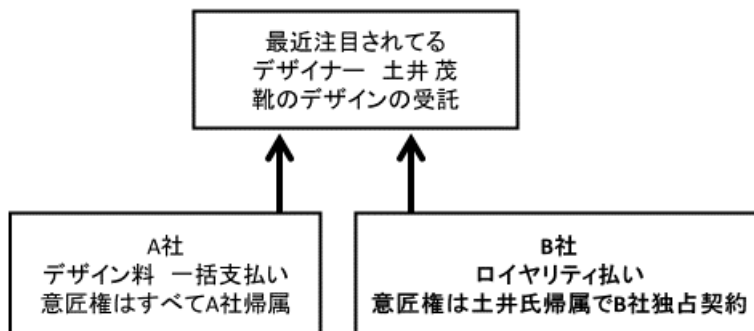 最近注目されてる
デザイナー　土井 茂
靴のデザインの受託
A社
デザイン料　一括支払い
意匠権はすべてA社帰属
B社
ロイヤリティ払い
意匠権は土井氏帰属でB社独占契約